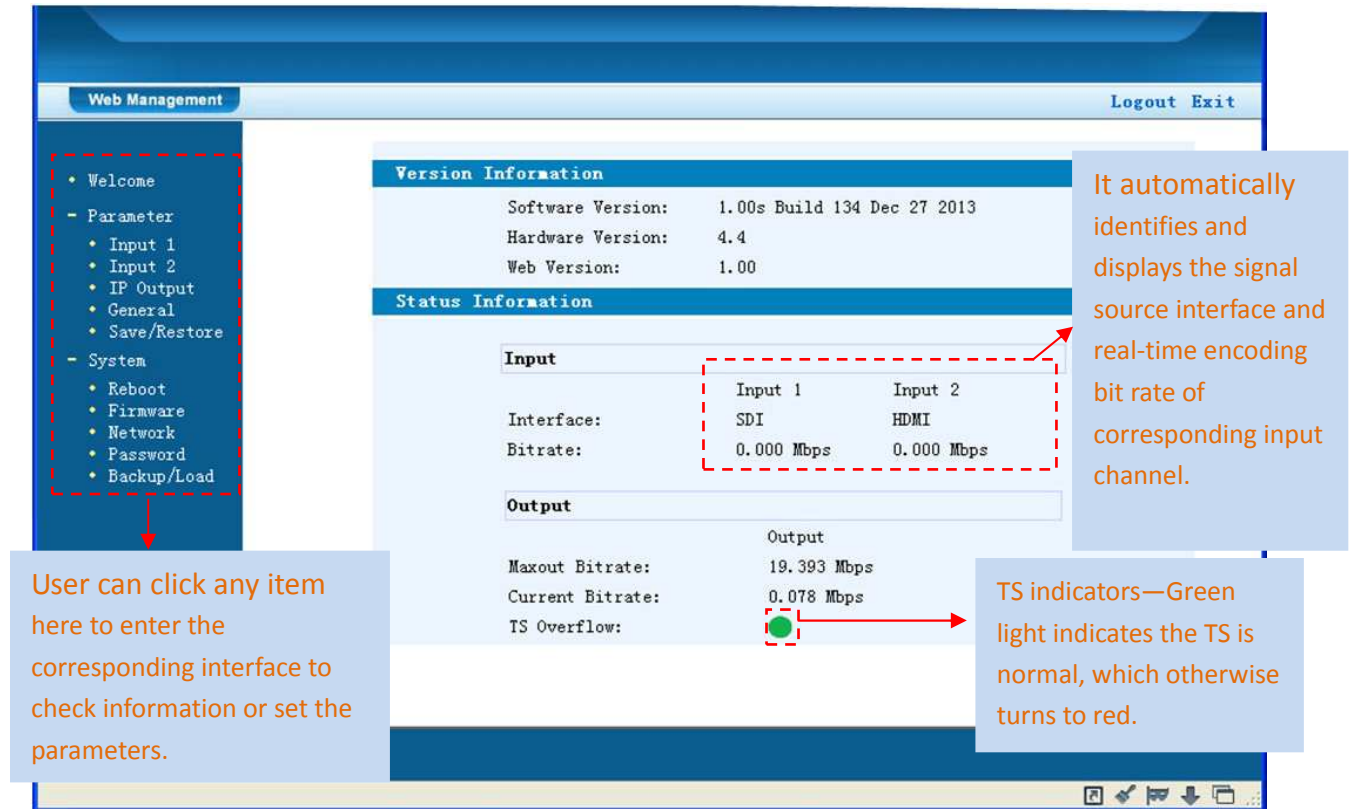 Web Management
Logout Exit
Welcome
Parameter
Input 1
Input 2
IP Output
General
Save/Restore
System
Reboot
Firmware
Network
Password
Backup/Load
Version Information
Software Version: 1.00s Build 134 Dec 27 2013
Hardware Version: 4.4
Web Version: 1.00
Status Information
Input
Input 1 Input 2
Interface: SDI HDMI
Bitrate: 0.000 Mbps 0.000 Mbps
Output
Output
Maxout Bitrate: 19.393 Mbps
Current Bitrate: 0.078 Mbps
TS Overflow:
It automatically
identifies and
displays the signal
source interface and
real-time encoding
bit rate of
corresponding input
channel.
User can click any item
here to enter the
corresponding interface to
check information or set the
parameters.
TS indicators—Green
light indicates the TS is
normal, which otherwise
turns to red.